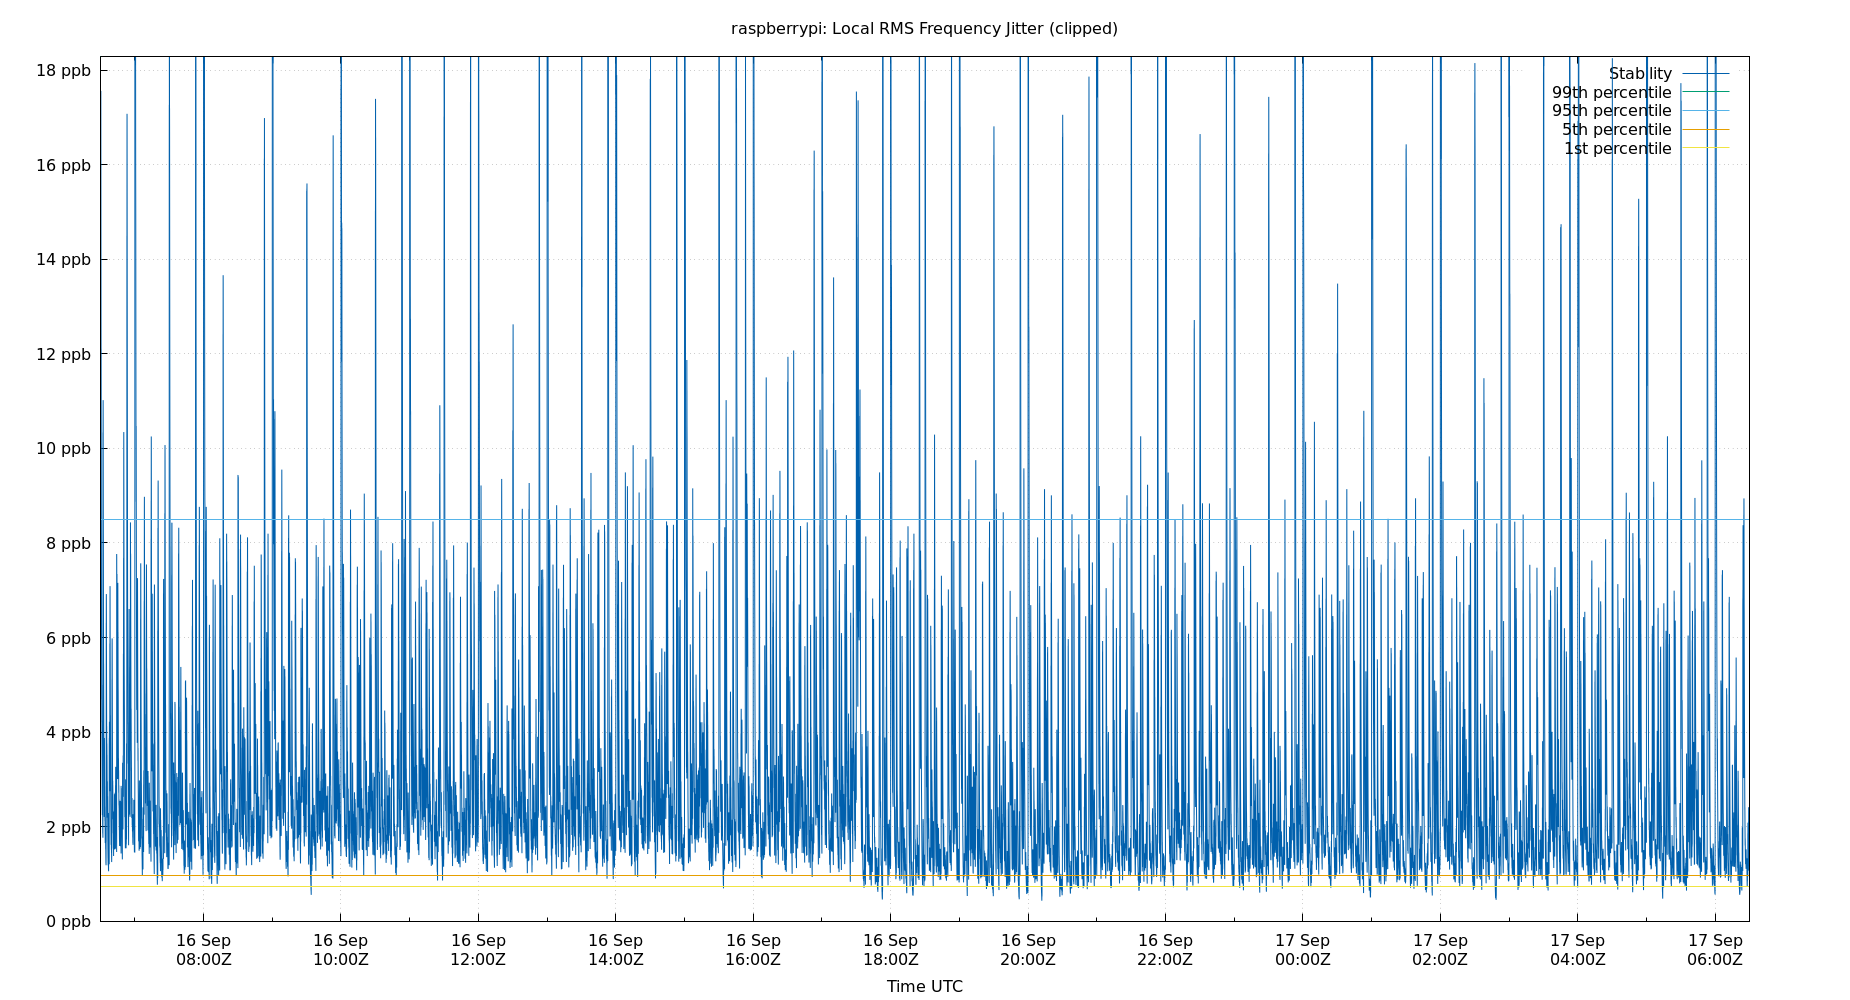 raspberrypi: Local RMS Frequency Jitter (clipped)
18 ppb
16 ppb
14 ppb
12 ppb
10 ppb
8 ppb
6 ppb
4 ppb
2 ppb
0 ppb
Stability
99th percentile
95th percentile
5th percentile
1st percentile
16 Sep 16 Sep 16 Sep 16 Sep 16 Sep 16 Sep 16 Sep 16 Sep 17 Sep 17 Sep 17 Sep 17 Sep
08:00Z 10:00Z 12:00Z 14:00Z 16:00Z 18:00Z 20:00Z 22:00Z 00:00Z 02:00Z 04:00Z 06:00Z
Time UTC